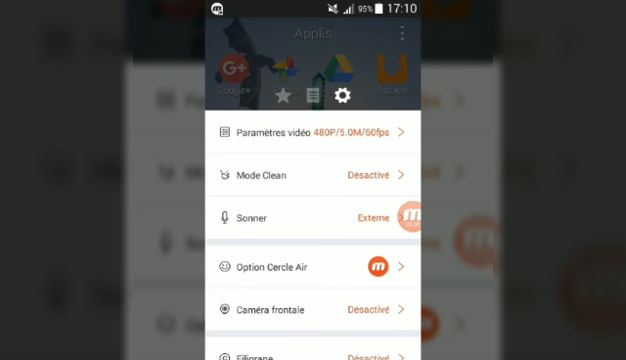 95% 17:10
Applis
Google+
Aptoide
Paramètres vidéo 480P/5.0M/60fps
Mode Clean Désactivé
Sonner Externe
Option Cercle Air
Caméra frontale Désactivé
Filigrane Désactivé